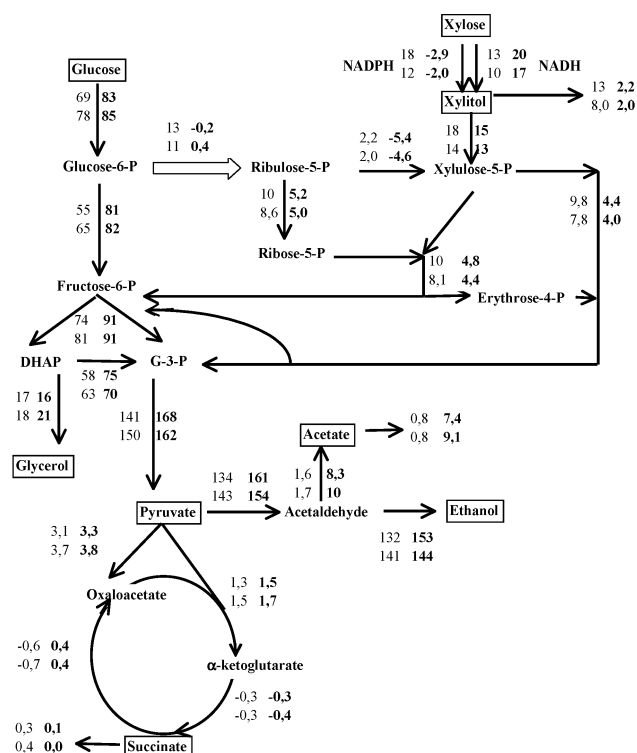 Xylose
NADPH 18 -2,9 13 20 NADH
12 -2,0 10 17
Glucose
Xylitol
13 2,2
8,0 2,0
69 83
78 85
13 -0,2
11 0,4
2,2 -5,4
2,0 -4,6
18 15
14 13
Glucose-6-P
Ribulose-5-P
Xylulose-5-P
55 81
65 82
10 5,2
8,6 5,0
9,8 4,4
7,8 4,0
Ribose-5-P
10 4,8
8,1 4,4
Fructose-6-P
Erythrose-4-P
74 91
81 91
DHAP
G-3-P
58 75
63 70
17 16
18 21
141 168
150 162
Glycerol
Acetate
0,8 7,4
0,8 9,1
134 161
143 154
1,6 8,3
1,7 10
Pyruvate
Acetaldehyde
Ethanol
3,1 3,3
3,7 3,8
132 153
141 144
Oxaloacetate
1,3 1,5
1,5 1,7
-0,6 0,4
-0,7 0,4
α-ketoglutarate
-0,3 -0,3
-0,3 -0,4
0,3 0,1
0,4 0,0
Succinate